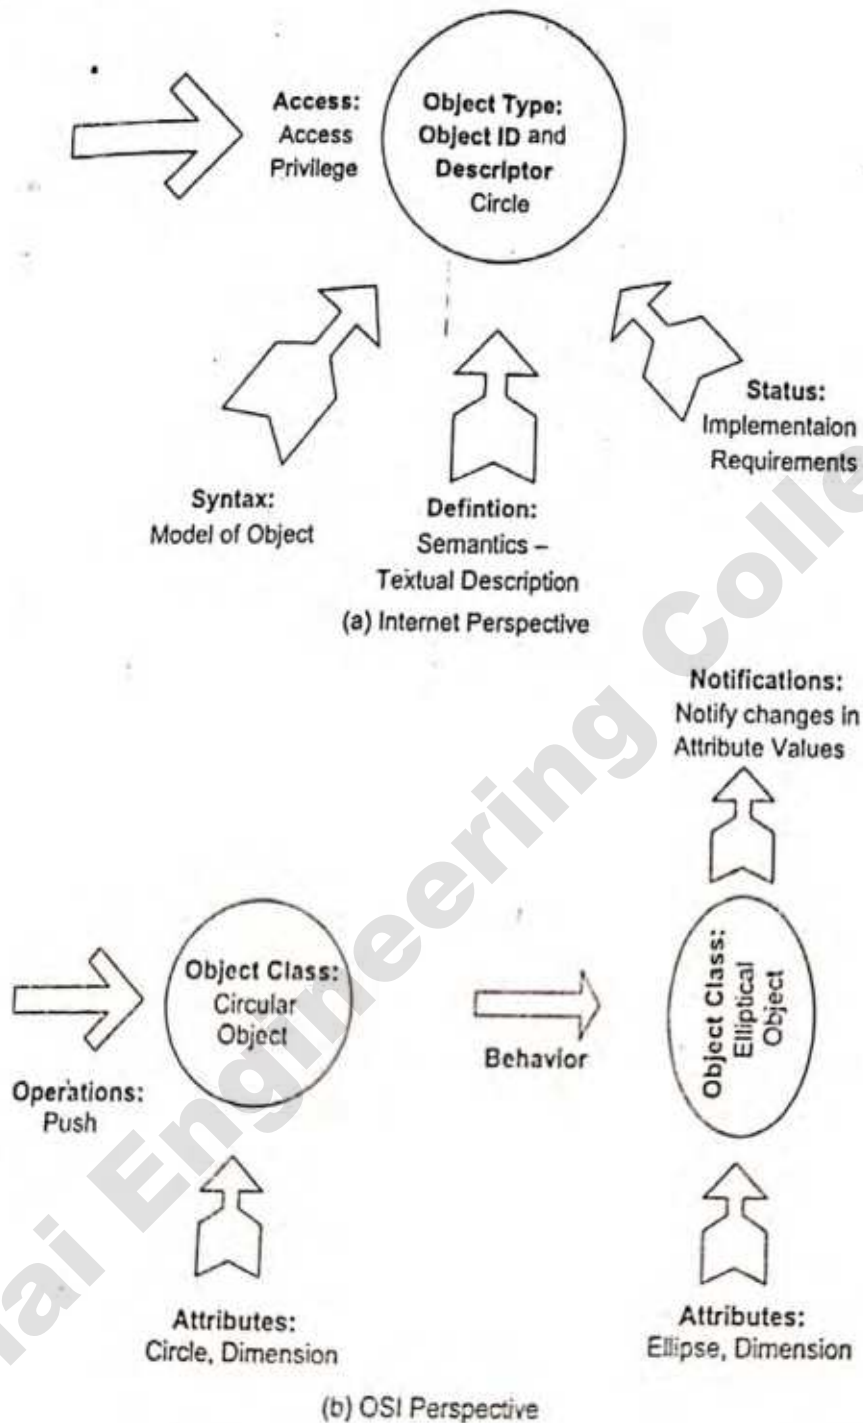 Access:
Access
Privilege
Object Type:
Object ID and
Descriptor
Circle
Status:
Implementaion
Requirements
Syntax:
Model of Object
Defintion:
Semantics –
Textual Description
(a) Internet Perspective
Notifications:
Notify changes in
Attribute Values
Object Class:
Circular
Object
Operations:
Push
Behavior
Object Class:
Elliptical
Object
Attributes:
Circle, Dimension
Attributes:
Ellipse, Dimension
(b) OSI Perspective
Engineering